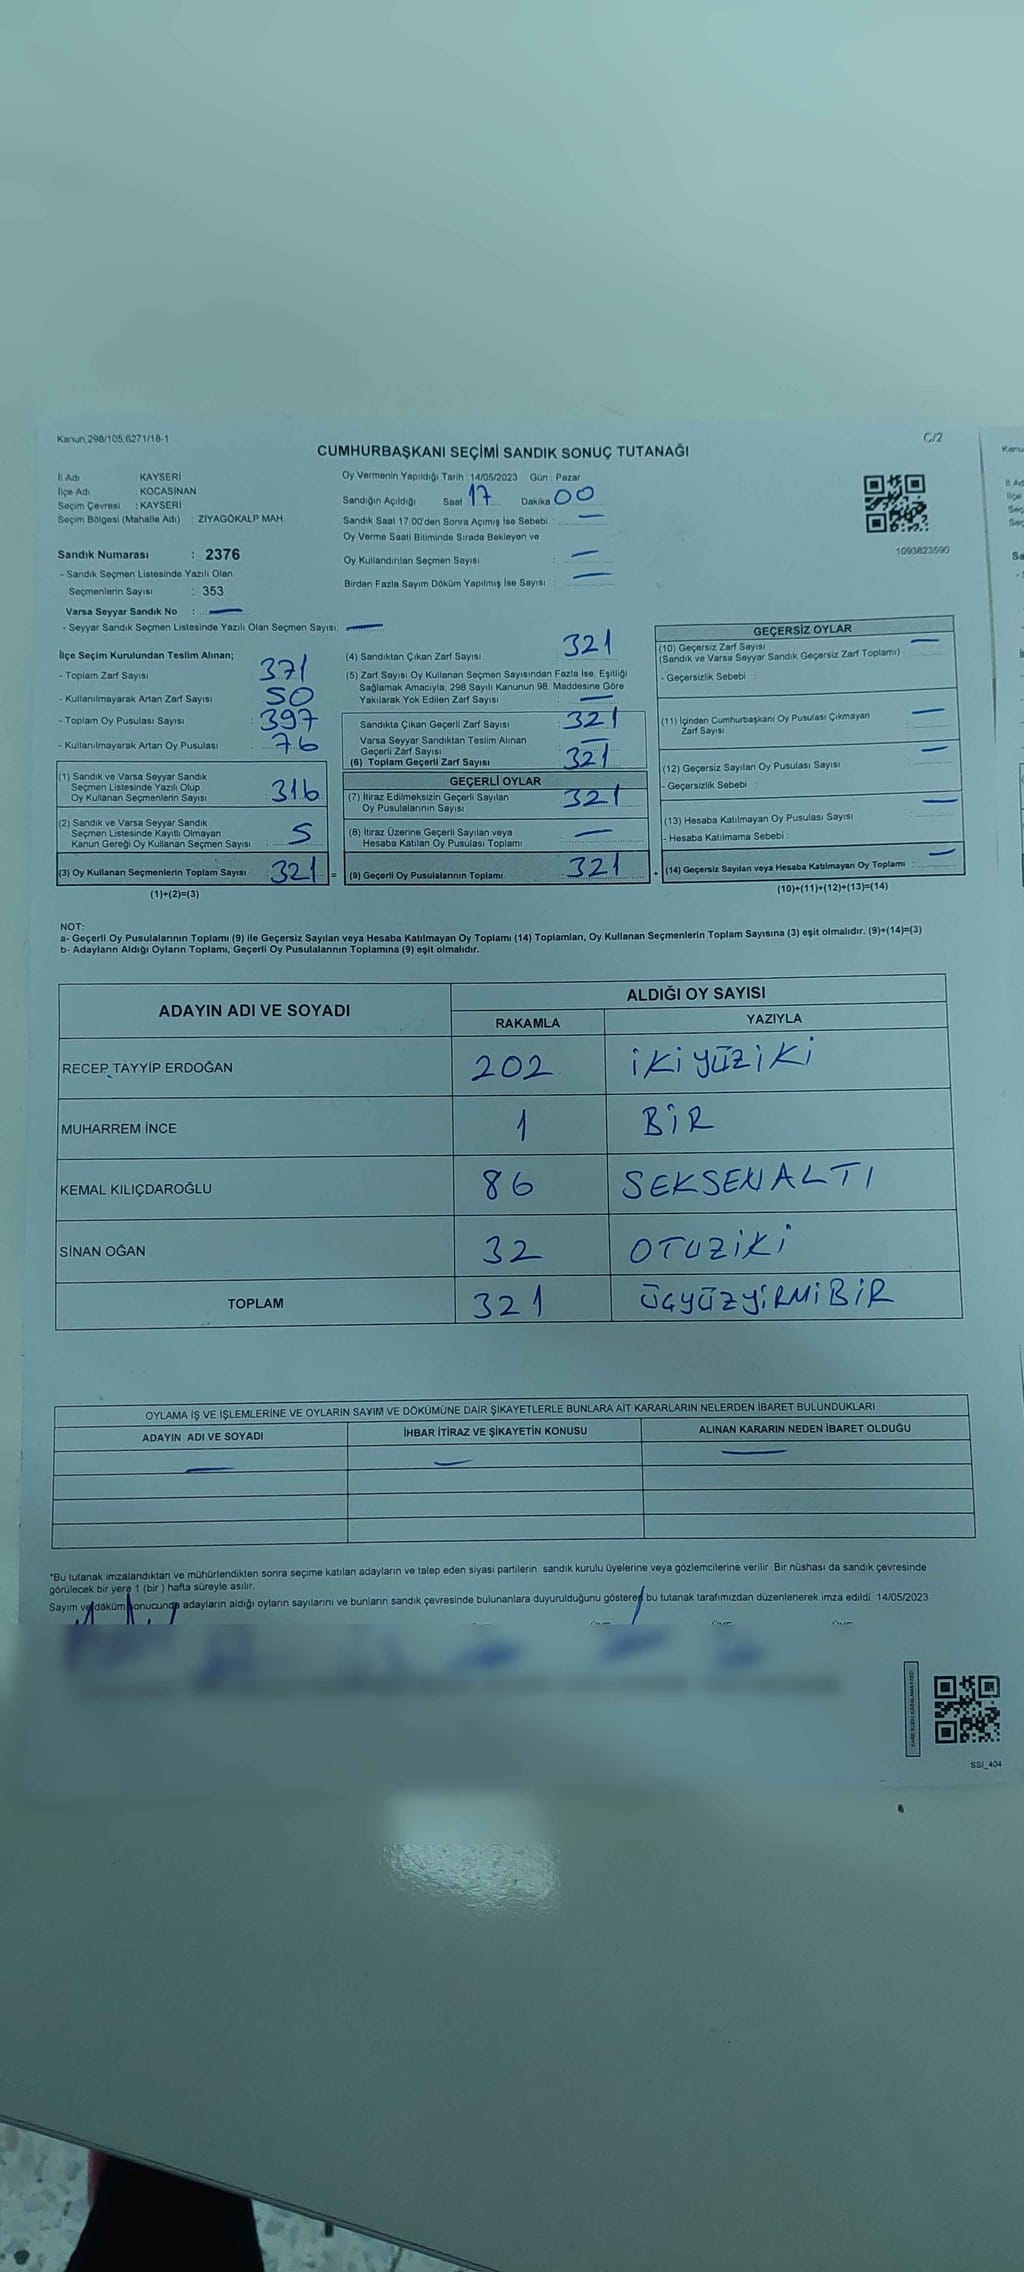 Kanun;298/105;6271/18-1
C/2
CUMHURBAŞKANI SEÇİMİ SANDIK SONUÇ TUTANAĞI
İl Adı : KAYSERİ
İlçe Adı : KOCASİNAN
Seçim Çevresi : KAYSERİ
Seçim Bölgesi (Mahalle Adı) : ZİYAGÖKALP MAH.
Sandık Numarası : 2376
- Sandık Seçmen Listesinde Yazılı Olan
Seçmenlerin Sayısı : 353
Varsa Seyyar Sandık No : —
- Seyyar Sandık Seçmen Listesinde Yazılı Olan Seçmen Sayısı: —
Oy Vermenin Yapıldığı Tarih : 14/05/2023 Gün : Pazar
Sandığın Açıldığı Saat 17 Dakika 00
Sandık Saat 17:00'den Sonra Açımış İse Sebebi : —
Oy Verme Saati Bitiminde Sırada Bekleyen ve
Oy Kullandırılan Seçmen Sayısı : —
Birden Fazla Sayım Döküm Yapılmış İse Sayısı : —
1093823590
İlçe Seçim Kurulundan Teslim Alınan;
- Toplam Zarf Sayısı : 371
- Kullanılmayarak Artan Zarf Sayısı : 50
- Toplam Oy Pusulası Sayısı : 397
- Kullanılmayarak Artan Oy Pusulası : 76
(1) Sandık ve Varsa Seyyar Sandık
Seçmen Listesinde Yazılı Olup
Oy Kullanan Seçmenlerin Sayısı : 316
(2) Sandık ve Varsa Seyyar Sandık
Seçmen Listesinde Kayıtlı Olmayan
Kanun Gereği Oy Kullanan Seçmen Sayısı : 5
(3) Oy Kullanan Seçmenlerin Toplam Sayısı : 321 =
(1)+(2)=(3)
(4) Sandıktan Çıkan Zarf Sayısı : 321
(5) Zarf Sayısı Oy Kullanan Seçmen Sayısından Fazla İse, Eşitliği
Sağlamak Amacıyla, 298 Sayılı Kanunun 98. Maddesine Göre
Yakılarak Yok Edilen Zarf Sayısı : —
Sandıkta Çıkan Geçerli Zarf Sayısı : 321
Varsa Seyyar Sandıktan Teslim Alınan
Geçerli Zarf Sayısı : —
(6) Toplam Geçerli Zarf Sayısı : 321
GEÇERLİ OYLAR
(7) İtiraz Edilmeksizin Geçerli Sayılan
Oy Pusulalarının Sayısı : 321
(8) İtiraz Üzerine Geçerli Sayılan veya
Hesaba Katılan Oy Pusulası Toplamı : —
(9) Geçerli Oy Pusulalarının Toplamı : 321 +
GEÇERSİZ OYLAR
(10) Geçersiz Zarf Sayısı : —
(Sandık ve Varsa Seyyar Sandık Geçersiz Zarf Toplamı)
- Geçersizlik Sebebi :
(11) İçinden Cumhurbaşkanı Oy Pusulası Çıkmayan : —
Zarf Sayısı
(12) Geçersiz Sayılan Oy Pusulası Sayısı : —
- Geçersizlik Sebebi :
(13) Hesaba Katılmayan Oy Pusulası Sayısı : —
- Hesaba Katılmama Sebebi :
(14) Geçersiz Sayılan veya Hesaba Katılmayan Oy Toplamı : —
(10)+(11)+(12)+(13)=(14)
NOT:
a- Geçerli Oy Pusulalarının Toplamı (9) ile Geçersiz Sayılan veya Hesaba Katılmayan Oy Toplamı (14) Toplamları, Oy Kullanan Seçmenlerin Toplam Sayısına (3) eşit olmalıdır. (9)+(14)=(3)
b- Adayların Aldığı Oyların Toplamı, Geçerli Oy Pusulalarının Toplamına (9) eşit olmalıdır.
ADAYIN ADI VE SOYADI ALDIĞI OY SAYISI
RAKAMLA YAZIYLA
RECEP TAYYİP ERDOĞAN 202 İKİYÜZİKİ
MUHARREM İNCE 1 BİR
KEMAL KILIÇDAROĞLU 86 SEKSENALTI
SİNAN OĞAN 32 OTUZİKİ
TOPLAM 321 ÜÇYÜZYİRMİBİR
OYLAMA İŞ VE İŞLEMLERİNE VE OYLARIN SAYIM VE DÖKÜMÜNE DAİR ŞİKAYETLERLE BUNLARA AİT KARARLARIN NELERDEN İBARET BULUNDUKLARI
ADAYIN ADI VE SOYADI İHBAR İTİRAZ VE ŞİKAYETİN KONUSU ALINAN KARARIN NEDEN İBARET OLDUĞU
— — —
*Bu tutanak imzalandıktan ve mühürlendikten sonra seçime katılan adayların ve talep eden siyasi partilerin sandık kurulu üyelerine veya gözlemcilerine verilir. Bir nüshası da sandık çevresinde
görülecek bir yere 1 (bir) hafta süreyle asılır.
Sayım ve döküm sonucunda adayların aldığı oyların sayılarını ve bunların sandık çevresinde bulunanlara duyurulduğunu gösteren bu tutanak tarafımızdan düzenlenerek imza edildi. 14/05/2023
SSI_404